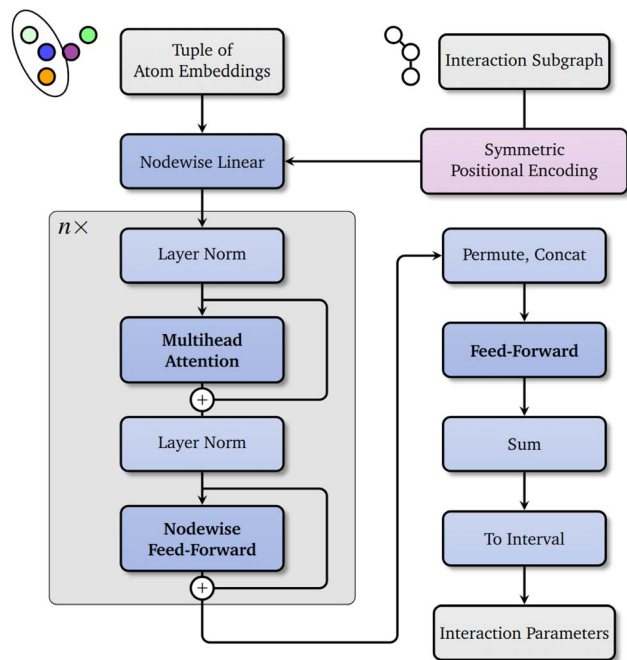 Tuple of
Atom Embeddings
Interaction Subgraph
Nodewise Linear
Symmetric
Positional Encoding
n×
Layer Norm
Multihead
Attention
+
Layer Norm
Nodewise
Feed-Forward
+
Permute, Concat
Feed-Forward
Sum
To Interval
Interaction Parameters